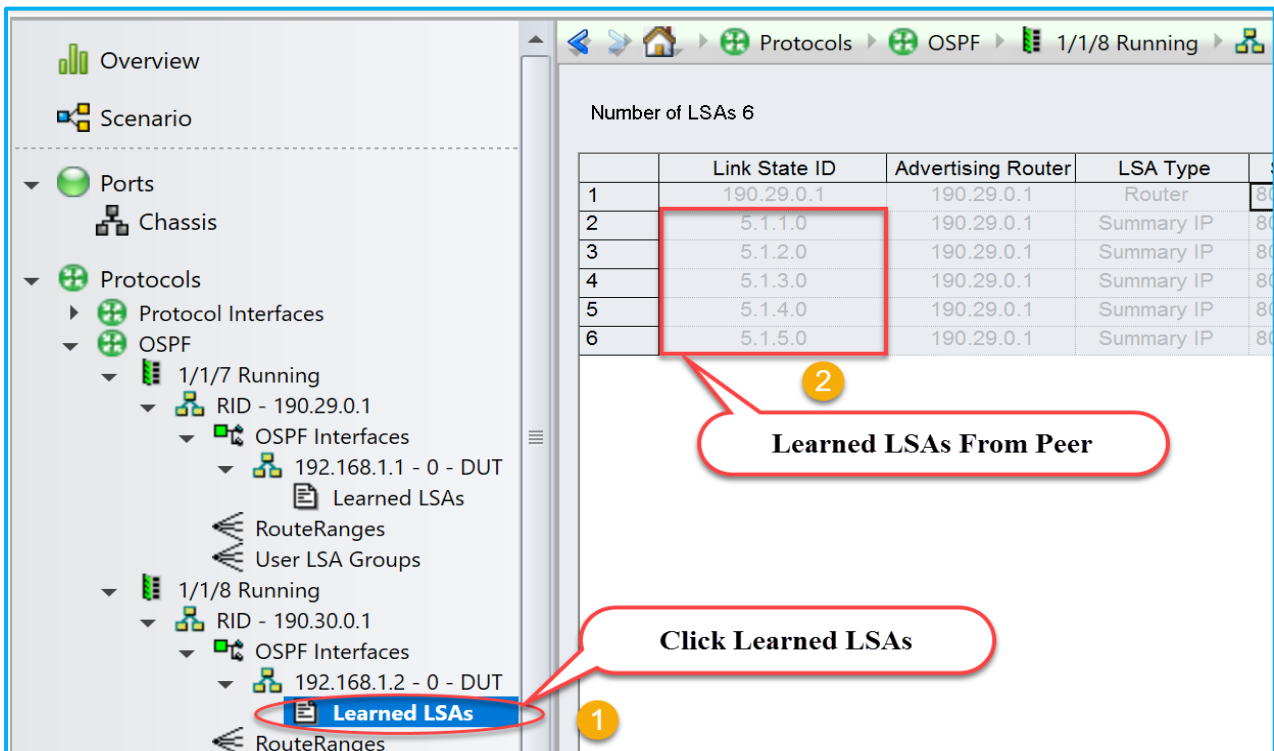 Overview
Scenario
Ports
Chassis
Protocols
Protocol Interfaces
OSPF
1/1/7 Running
RID - 190.29.0.1
OSPF Interfaces
192.168.1.1 - 0 - DUT
Learned LSAs
RouteRanges
User LSA Groups
1/1/8 Running
RID - 190.30.0.1
OSPF Interfaces
192.168.1.2 - 0 - DUT
Learned LSAs
RouteRanges
Protocols OSPF 1/1/8 Running
Number of LSAs 6
Link State ID Advertising Router LSA Type
1 190.29.0.1 190.29.0.1 Router
2 5.1.1.0 190.29.0.1 Summary IP
3 5.1.2.0 190.29.0.1 Summary IP
4 5.1.3.0 190.29.0.1 Summary IP
5 5.1.4.0 190.29.0.1 Summary IP
6 5.1.5.0 190.29.0.1 Summary IP
2
Learned LSAs From Peer
Click Learned LSAs
1